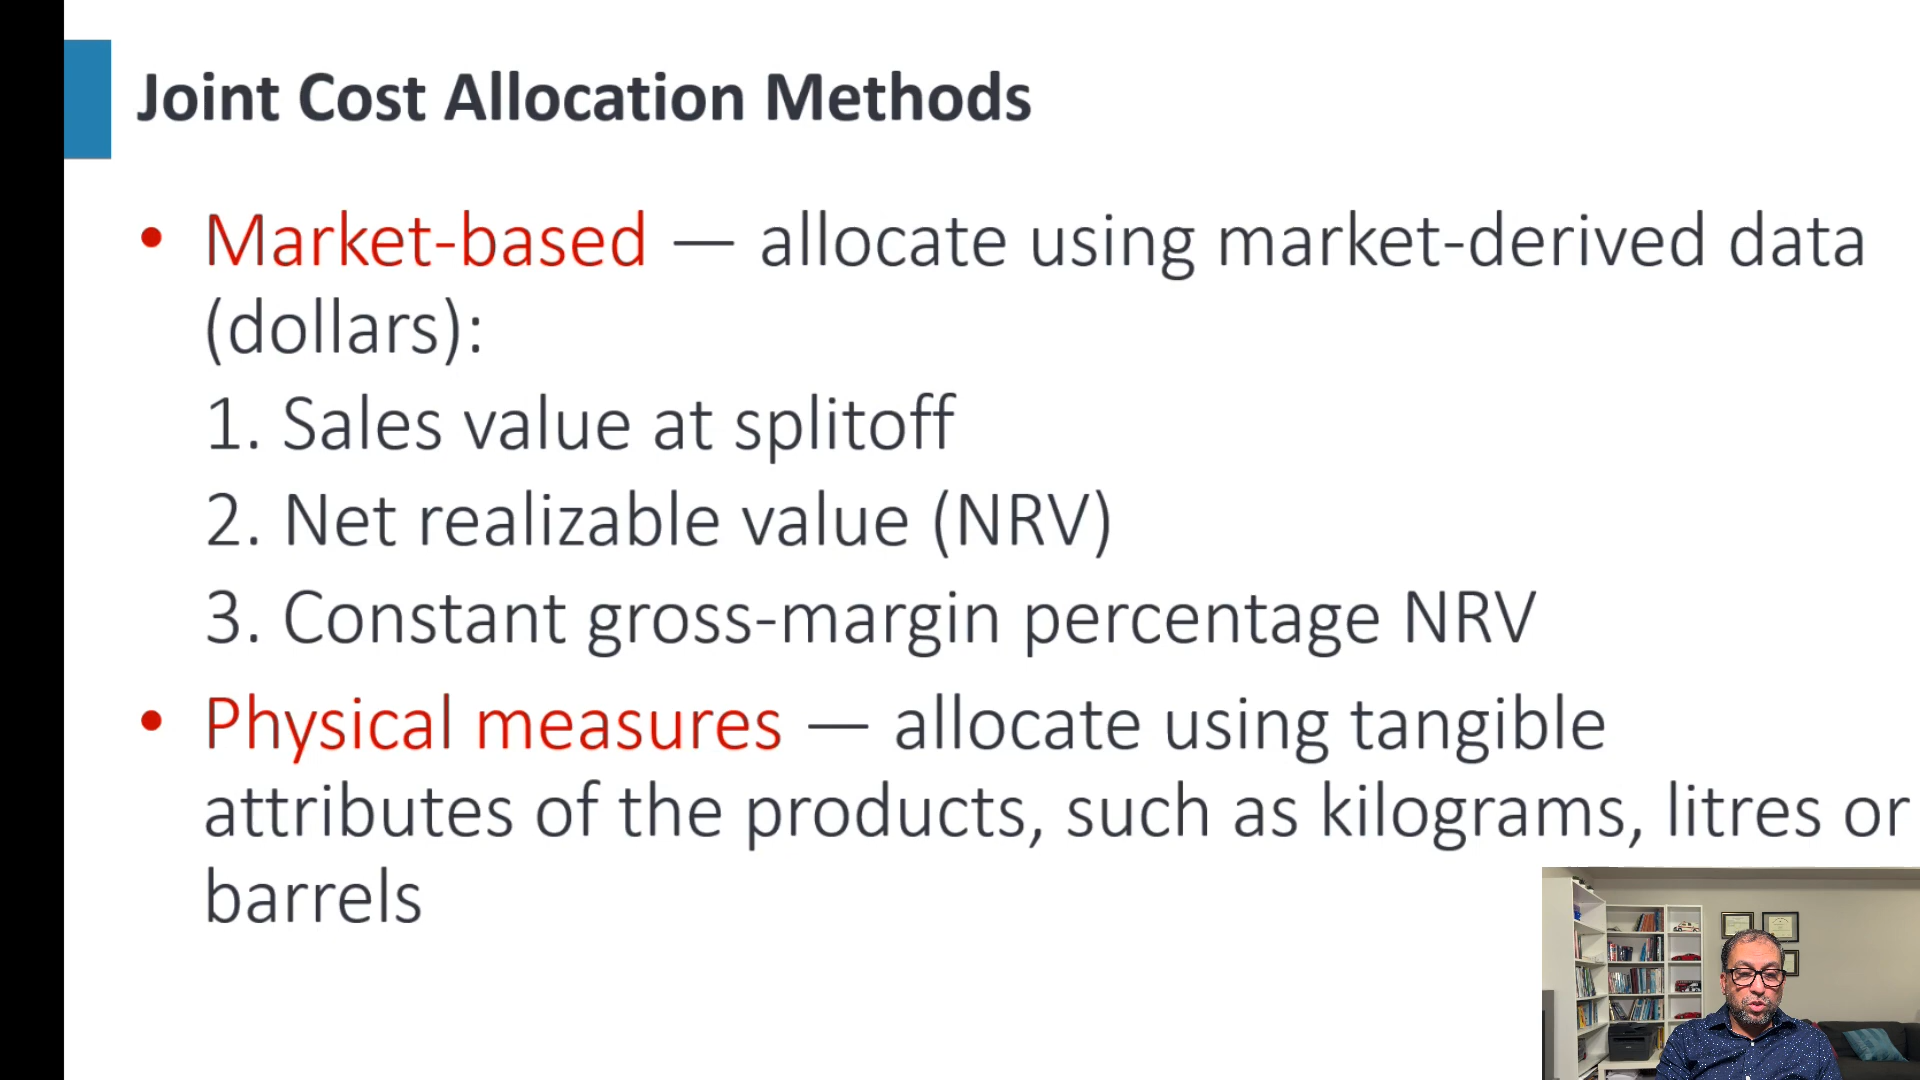 Joint Cost Allocation Methods
• Market-based — allocate using market-derived data
(dollars):
1. Sales value at splitoff
2. Net realizable value (NRV)
3. Constant gross-margin percentage NRV
• Physical measures — allocate using tangible
attributes of the products, such as kilograms, litres or
barrels